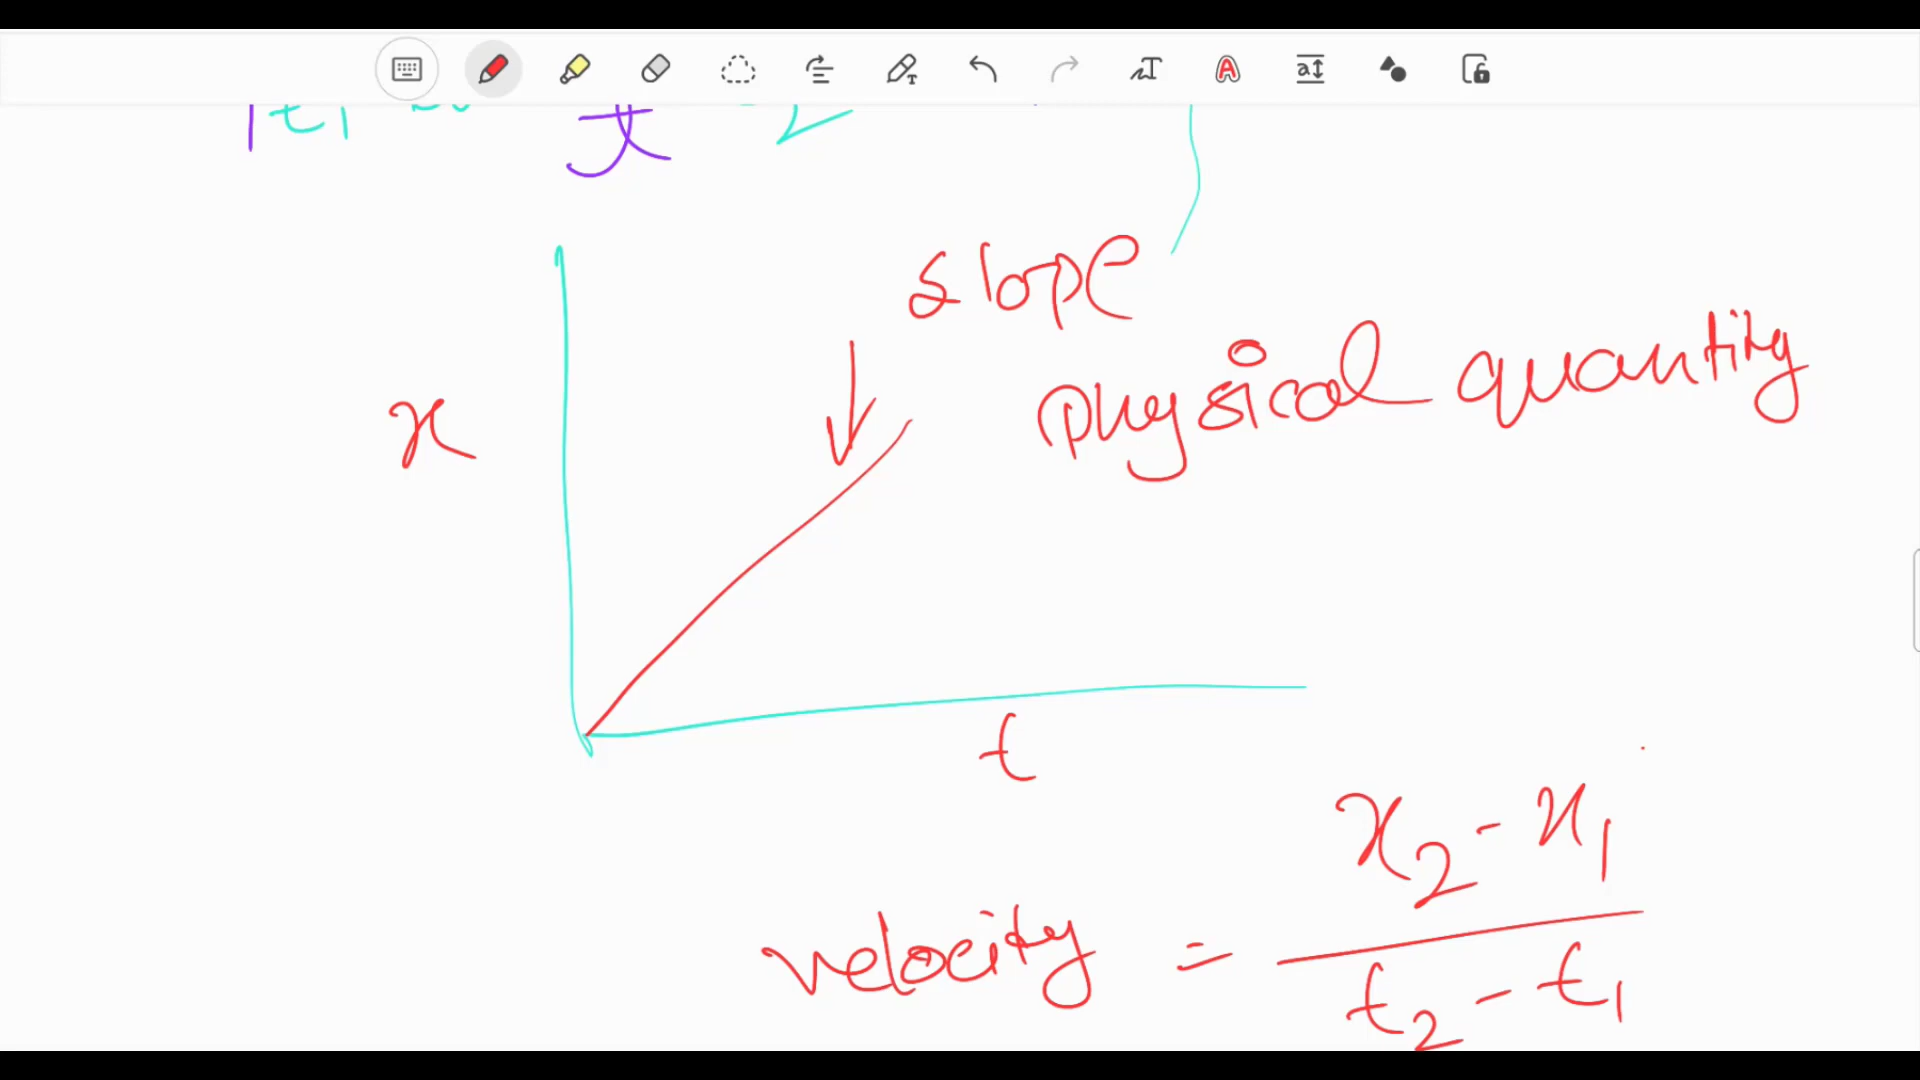 slope
physical quantity
x
t
velocity = x2 - x1 / t2 - t1